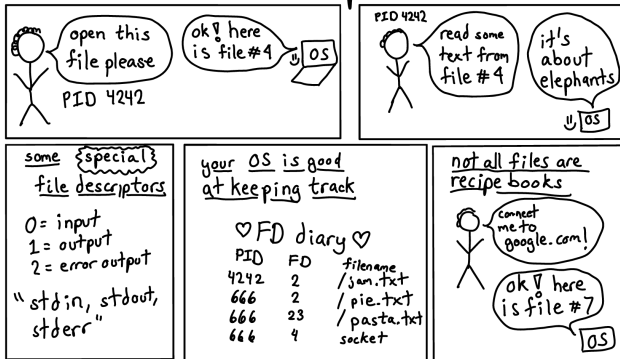 open this
file please
PID 4242
ok! here
is file #4
OS
PID 4242
read some
text from
file #4
it's
about
elephants
OS
some special
file descriptors
0 = input
1 = output
2 = error output
"stdin, stdout,
stderr"
your OS is good
at keeping track
♡ FD diary ♡
PID FD filename
4242 2 /jam.txt
666 2 /pie.txt
666 23 /pasta.txt
666 4 socket
not all files are
recipe books
connect
me to
google.com!
ok! here
is file #7
OS